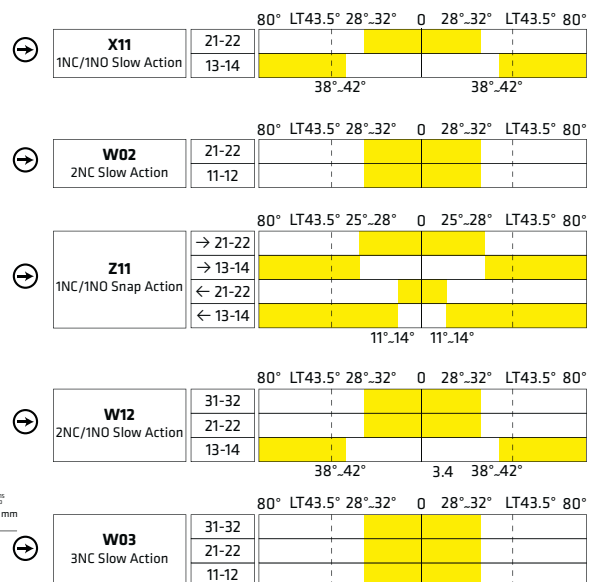 80° LT43.5° 28°~32° 0 28°~32° LT43.5° 80°
X11
1NC/1NO Slow Action
21-22
13-14
38°~42° 38°~42°
80° LT43.5° 28°~32° 0 28°~32° LT43.5° 80°
W02
2NC Slow Action
21-22
11-12
80° LT43.5° 25°~28° 0 25°~28° LT43.5° 80°
Z11
1NC/1NO Snap Action
→ 21-22
→ 13-14
← 21-22
← 13-14
11°~14° 11°~14°
80° LT43.5° 28°~32° 0 28°~32° LT43.5° 80°
W12
2NC/1NO Slow Action
31-32
21-22
13-14
38°~42° 3.4 38°~42°
mm
80° LT43.5° 28°~32° 0 28°~32° LT43.5° 80°
W03
3NC Slow Action
31-32
21-22
11-12